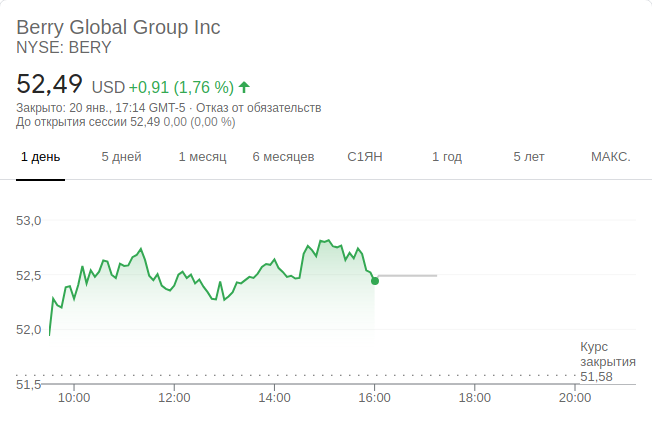 Berry Global Group Inc
NYSE: BERY
52,49 USD +0,91 (1,76 %)
Закрыто: 20 янв., 17:14 GMT-5 · Отказ от обязательств
До открытия сессии 52,49 0,00 (0,00 %)
1 день 5 дней 1 месяц 6 месяцев С1ЯН 1 год 5 лет МАКС.
53,0
52,5
52,0
Курс
закрытия
51,58
51,5
10:00 12:00 14:00 16:00 18:00 20:00